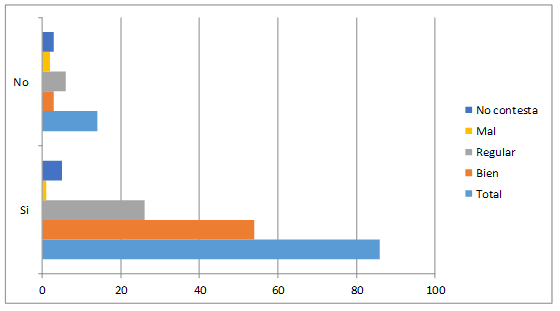 No
Si
0 20 40 60 80 100
No contesta
Mal
Regular
Bien
Total